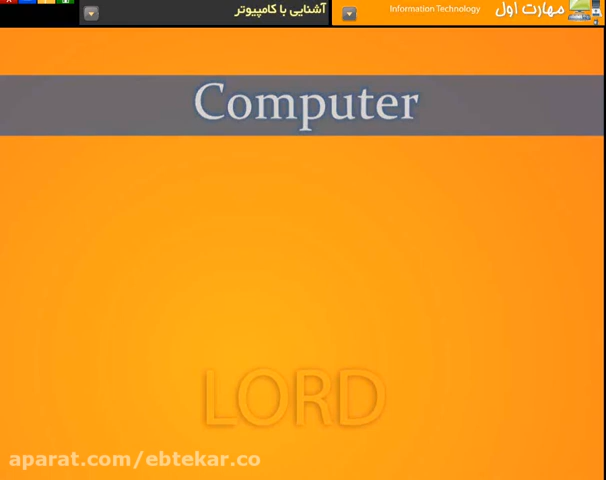 مهارت اول
Information Technology
آشنایی با کامپیوتر
Computer
LORD
aparat.com/ebtekar.co